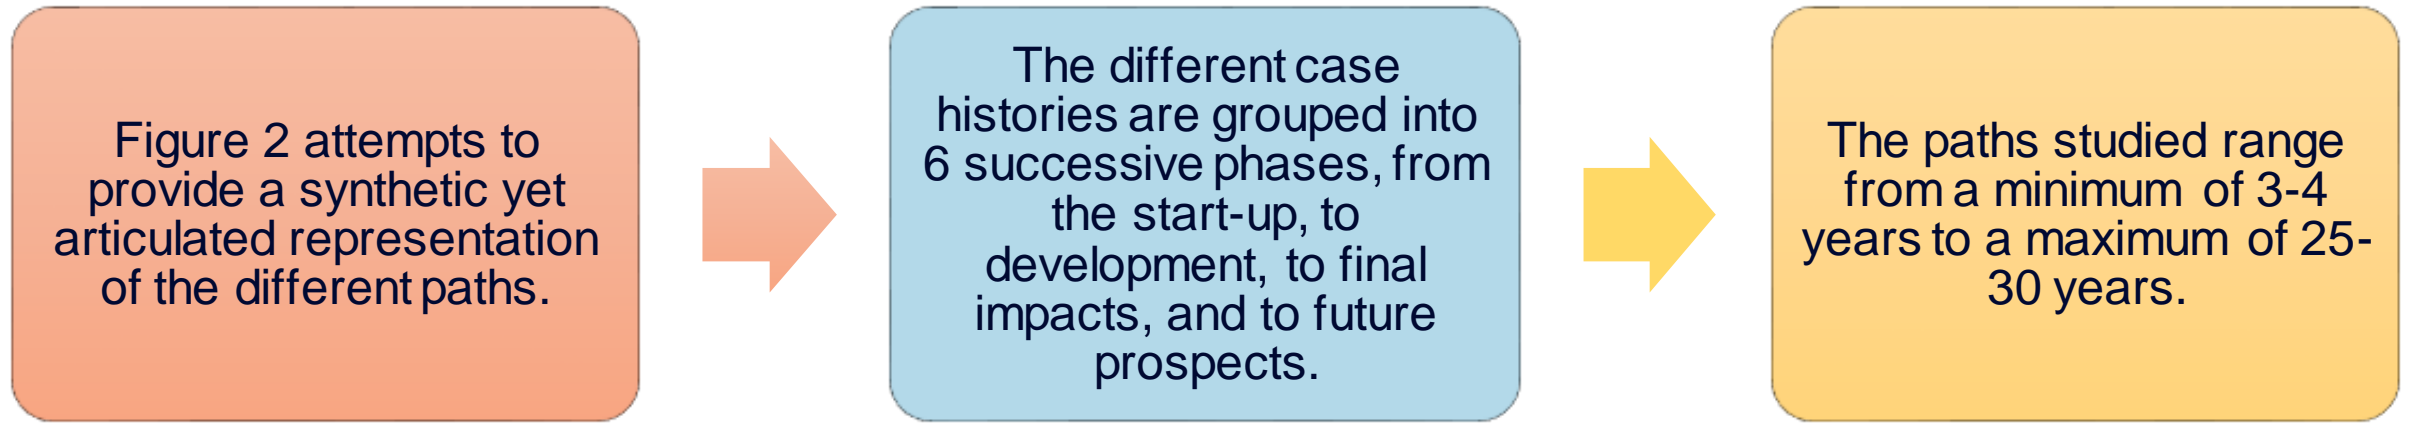 Figure 2 attempts to
provide a synthetic yet
articulated representation
of the different paths.
The different case
histories are grouped into
6 successive phases, from
the start-up, to
development, to final
impacts, and to future
prospects.
The paths studied range
from a minimum of 3-4
years to a maximum of 25-
30 years.